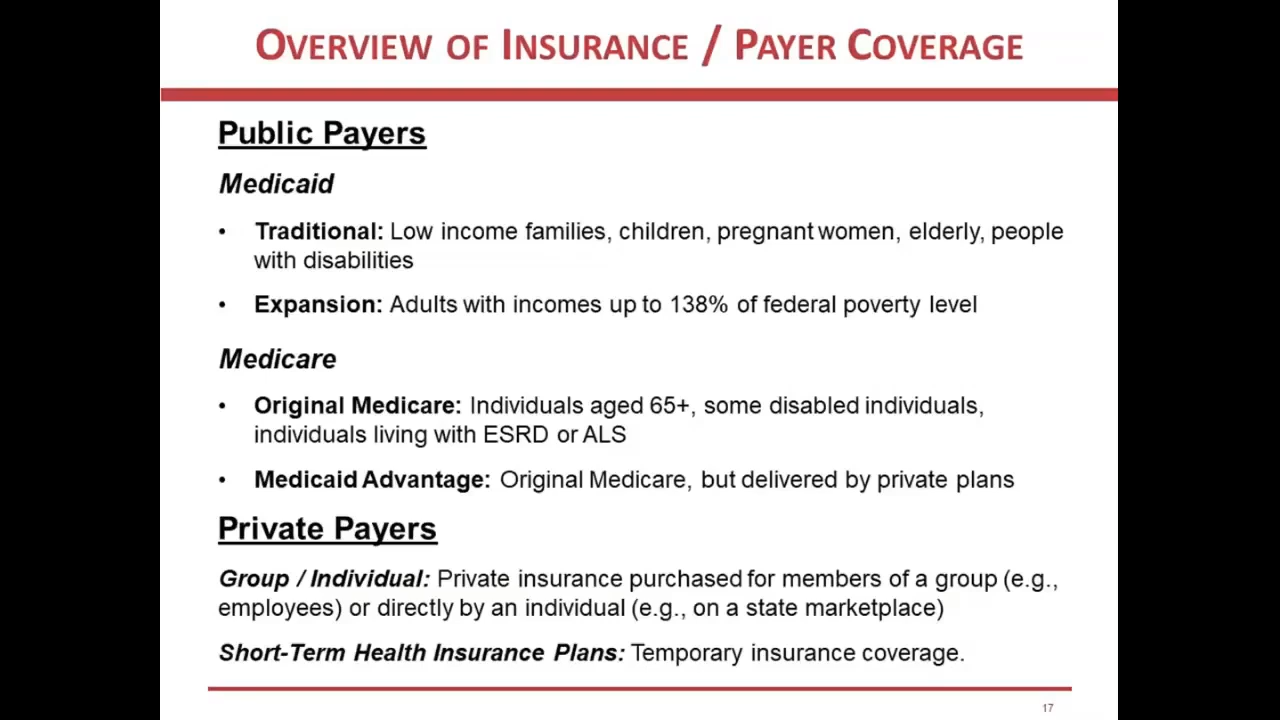 OVERVIEW OF INSURANCE / PAYER COVERAGE
Public Payers
Medicaid
• Traditional: Low income families, children, pregnant women, elderly, people
with disabilities
• Expansion: Adults with incomes up to 138% of federal poverty level
Medicare
• Original Medicare: Individuals aged 65+, some disabled individuals,
individuals living with ESRD or ALS
• Medicaid Advantage: Original Medicare, but delivered by private plans
Private Payers
Group / Individual: Private insurance purchased for members of a group (e.g.,
employees) or directly by an individual (e.g., on a state marketplace)
Short-Term Health Insurance Plans: Temporary insurance coverage.
17